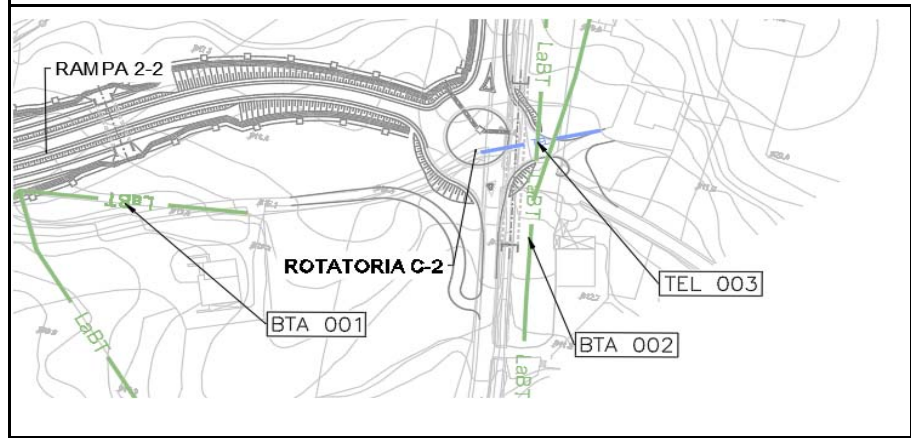 LaBT
RAMPA 2-2
LaBT
LaBT
ROTATORIA C-2
TEL 003
BTA 001
LaBT
BTA 002
LaBT